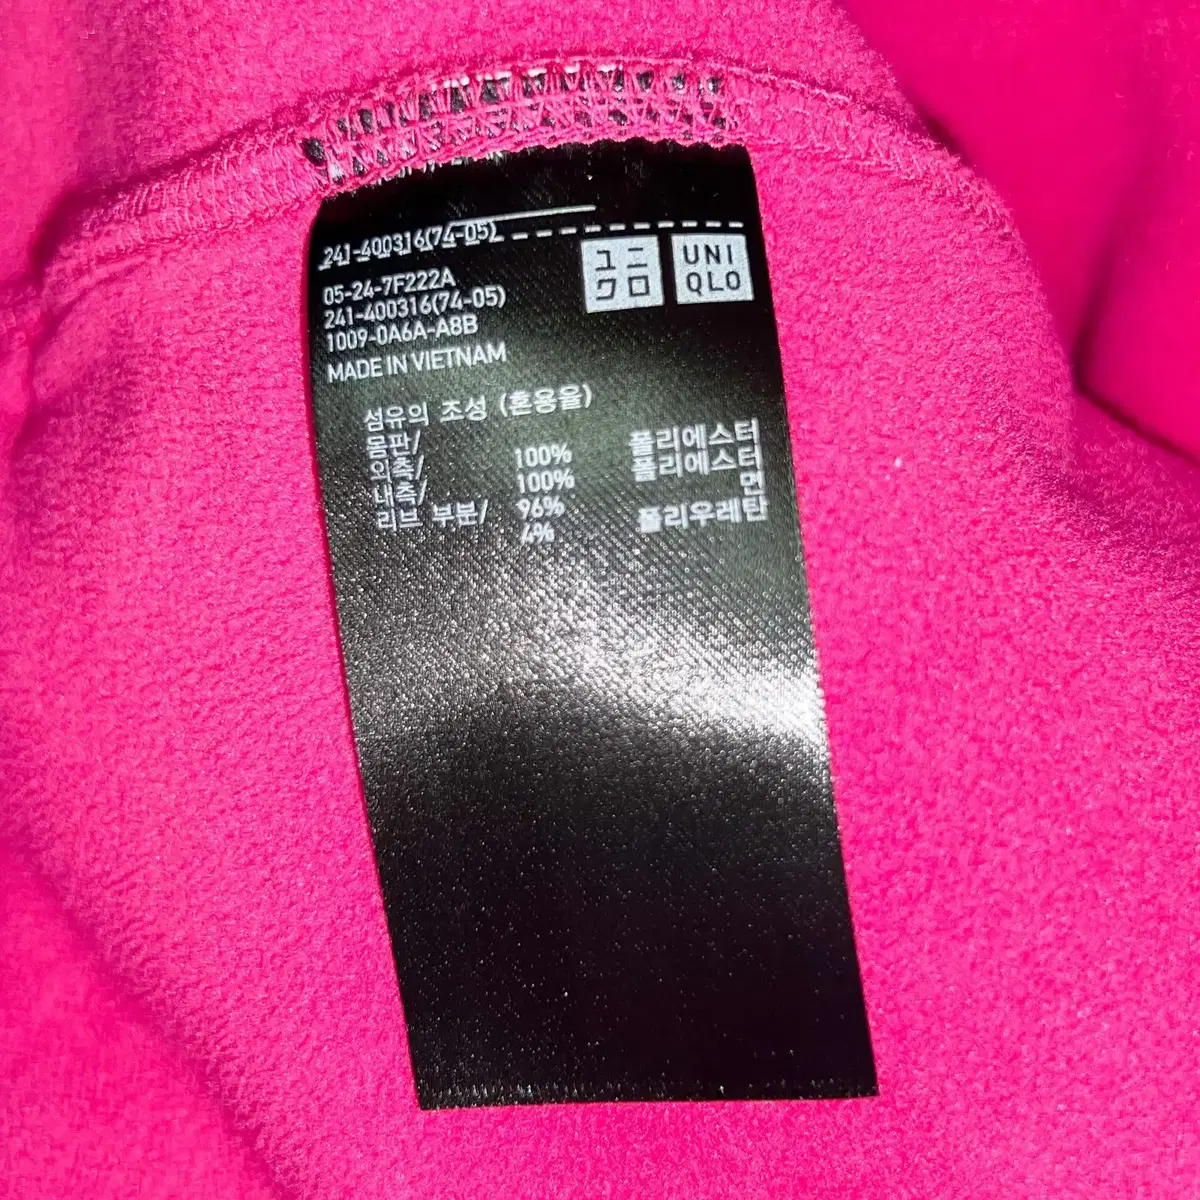 241-400316(74-05)
ユニ
クロ
UNI
QLO
05-24-7F222A
241-400316(74-05)
1009-0A6A-A8B
MADE IN VIETNAM
섬유의 조성 (혼용율)
몸판/
외측/ 100% 폴리에스터
내측/ 100% 폴리에스터
리브 부분/ 96% 면
4% 폴리우레탄